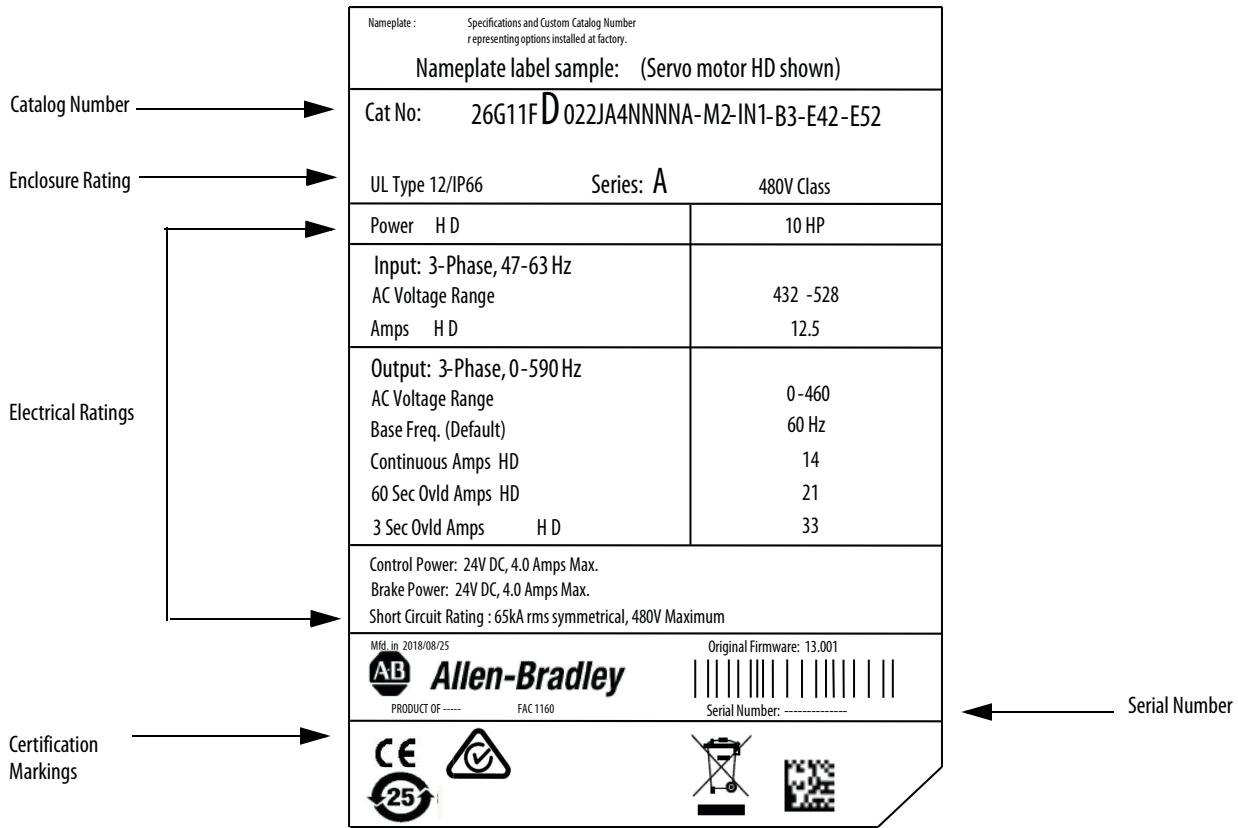 Nameplate : Specifications and Custom Catalog Number
representing options installed at factory.
Nameplate label sample: (Servo motor HD shown)
Catalog Number
Cat No: 26G11FD022JA4NNNNA-M2-IN1-B3-E42-E52
Enclosure Rating
UL Type 12/IP66 Series: A 480V Class
Power HD 10 HP
Input: 3-Phase, 47-63 Hz
AC Voltage Range 432 -528
Amps HD 12.5
Output: 3-Phase, 0-590 Hz
AC Voltage Range 0-460
Electrical Ratings
Base Freq. (Default) 60 Hz
Continuous Amps HD 14
60 Sec Ovld Amps HD 21
3 Sec Ovld Amps HD 33
Control Power: 24V DC, 4.0 Amps Max.
Brake Power: 24V DC, 4.0 Amps Max.
Short Circuit Rating : 65kA rms symmetrical, 480V Maximum
Mfd. in 2018/08/25 Original Firmware: 13.001
AB Allen-Bradley
PRODUCT OF ----- FAC 1160 Serial Number: --------------
Serial Number
Certification
Markings
CE
25